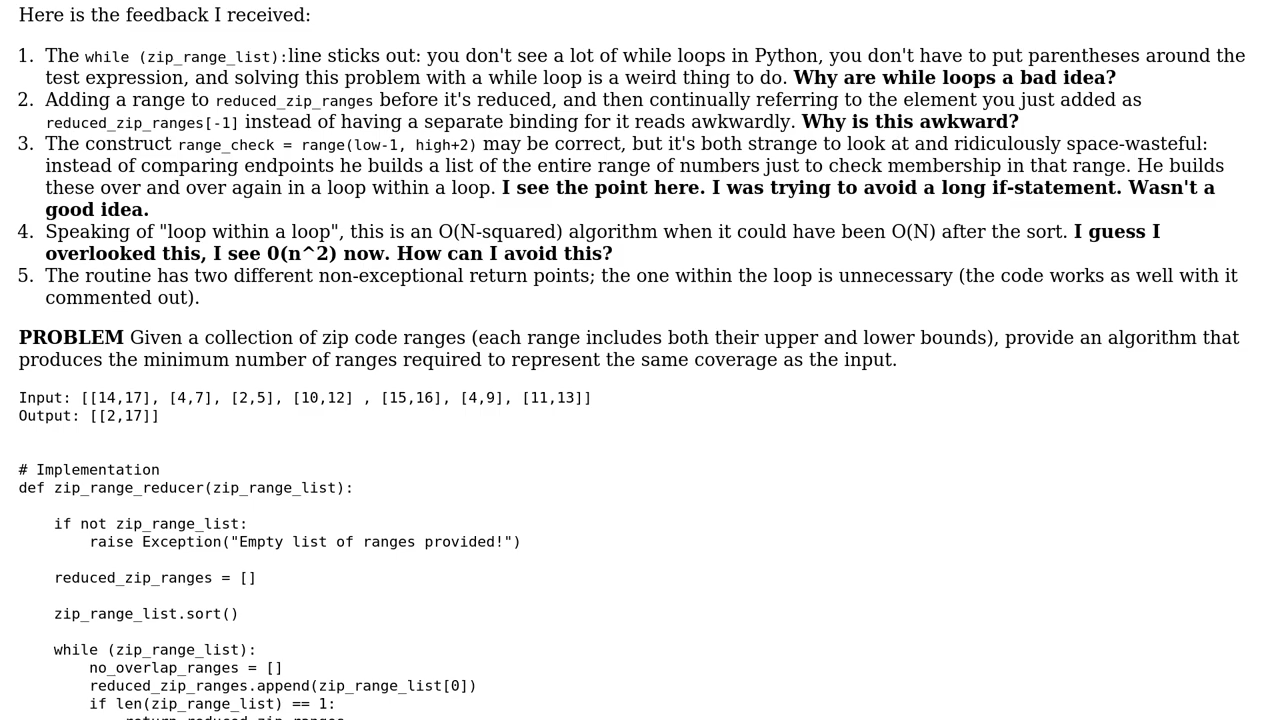 Here is the feedback I received:
1. The while (zip_range_list):line sticks out: you don't see a lot of while loops in Python, you don't have to put parentheses around the
test expression, and solving this problem with a while loop is a weird thing to do. Why are while loops a bad idea?
2. Adding a range to reduced_zip_ranges before it's reduced, and then continually referring to the element you just added as
reduced_zip_ranges[-1] instead of having a separate binding for it reads awkwardly. Why is this awkward?
3. The construct range_check = range(low-1, high+2) may be correct, but it's both strange to look at and ridiculously space-wasteful:
instead of comparing endpoints he builds a list of the entire range of numbers just to check membership in that range. He builds
these over and over again in a loop within a loop. I see the point here. I was trying to avoid a long if-statement. Wasn't a
good idea.
4. Speaking of "loop within a loop", this is an O(N-squared) algorithm when it could have been O(N) after the sort. I guess I
overlooked this, I see 0(n^2) now. How can I avoid this?
5. The routine has two different non-exceptional return points; the one within the loop is unnecessary (the code works as well with it
commented out).
PROBLEM Given a collection of zip code ranges (each range includes both their upper and lower bounds), provide an algorithm that
produces the minimum number of ranges required to represent the same coverage as the input.
Input: [[14,17], [4,7], [2,5], [10,12] , [15,16], [4,9], [11,13]]
Output: [[2,17]]
# Implementation
def zip_range_reducer(zip_range_list):
    if not zip_range_list:
        raise Exception("Empty list of ranges provided!")
    reduced_zip_ranges = []
    zip_range_list.sort()
    while (zip_range_list):
        no_overlap_ranges = []
        reduced_zip_ranges.append(zip_range_list[0])
        if len(zip_range_list) == 1: